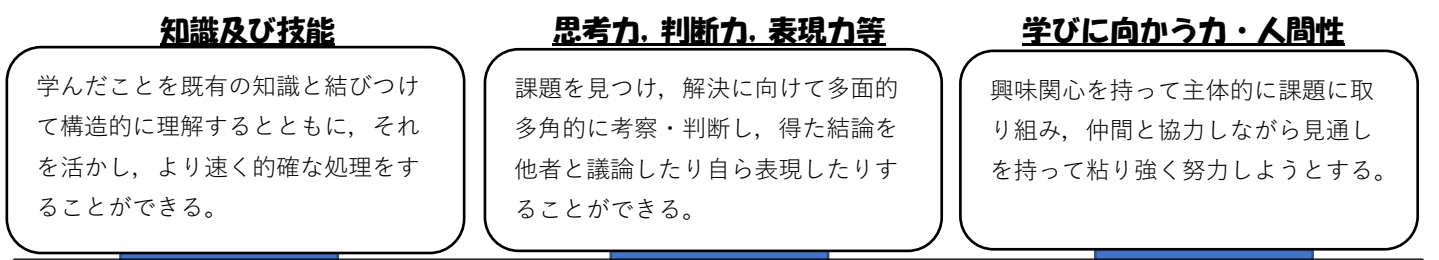 知識及び技能
学んだことを既有の知識と結びつけ
て構造的に理解するとともに，それ
を活かし，より速く的確な処理をす
ることができる。
思考力，判断力，表現力等
課題を見つけ，解決に向けて多面的
多角的に考察・判断し，得た結論を
他者と議論したり自ら表現したりす
ることができる。
学びに向かう力・人間性
興味関心を持って主体的に課題に取
り組み，仲間と協力しながら見通し
を持って粘り強く努力しようとする。